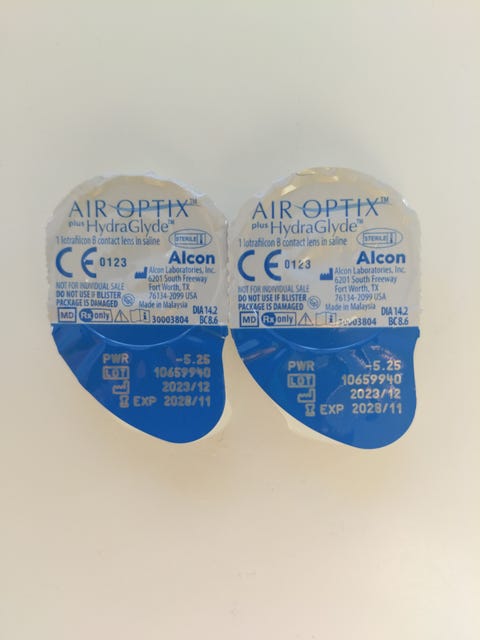 AIR OPTIX™
plus HydraGlyde™
1 lotrafilcon B contact lens in saline
STERILE
CE 0123
Alcon
Alcon Laboratories, Inc.
6201 South Freeway
Fort Worth, TX
76134-2099 USA
Made in Malaysia
NOT FOR INDIVIDUAL SALE
DO NOT USE IF BLISTER
PACKAGE IS DAMAGED
MD Rx only 30003804
DIA 14.2
BC 8.6
PWR -5.25
LOT 10659940
2023/12
EXP 2028/11
AIR OPTIX™
plus HydraGlyde™
1 lotrafilcon B contact lens in saline
STERILE
CE 0123
Alcon
Alcon Laboratories, Inc.
6201 South Freeway
Fort Worth, TX
76134-2099 USA
Made in Malaysia
NOT FOR INDIVIDUAL SALE
DO NOT USE IF BLISTER
PACKAGE IS DAMAGED
MD Rx only 30003804
DIA 14.2
BC 8.6
PWR -5.25
LOT 10659940
2023/12
EXP 2028/11